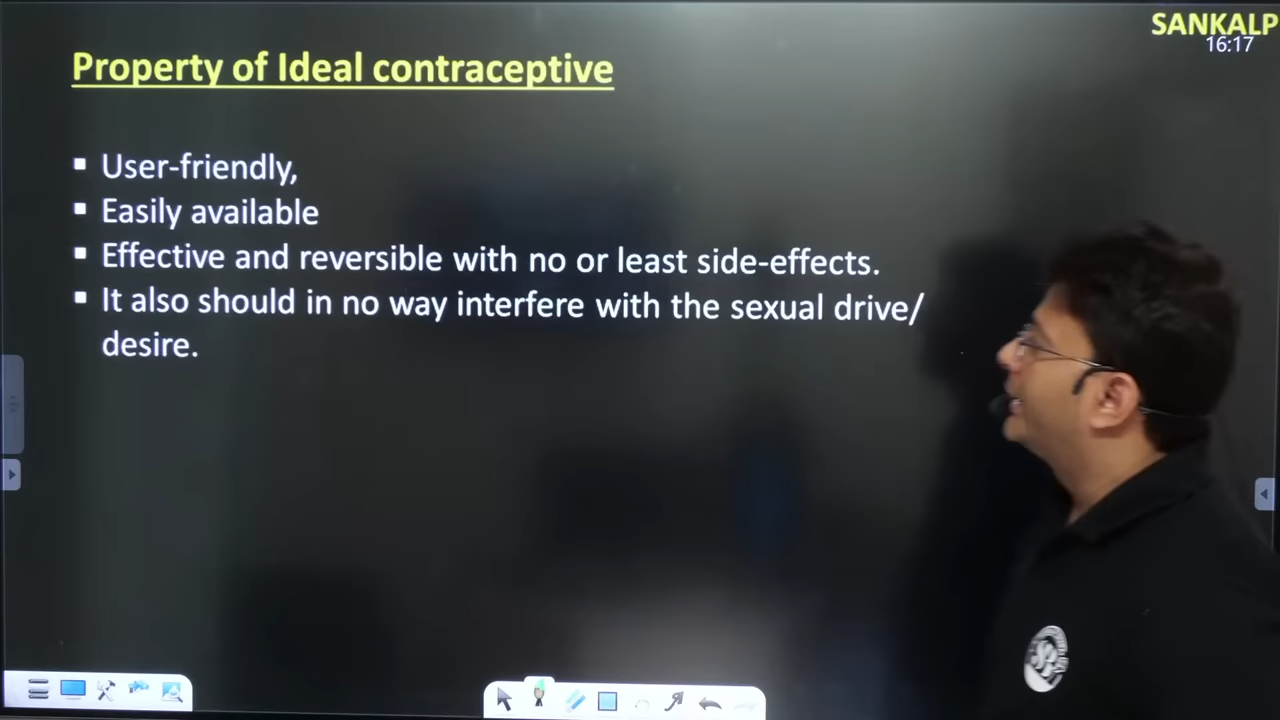 SANKALP
16:17
Property of Ideal contraceptive
▪ User-friendly,
▪ Easily available
▪ Effective and reversible with no or least side-effects.
▪ It also should in no way interfere with the sexual drive/
desire.